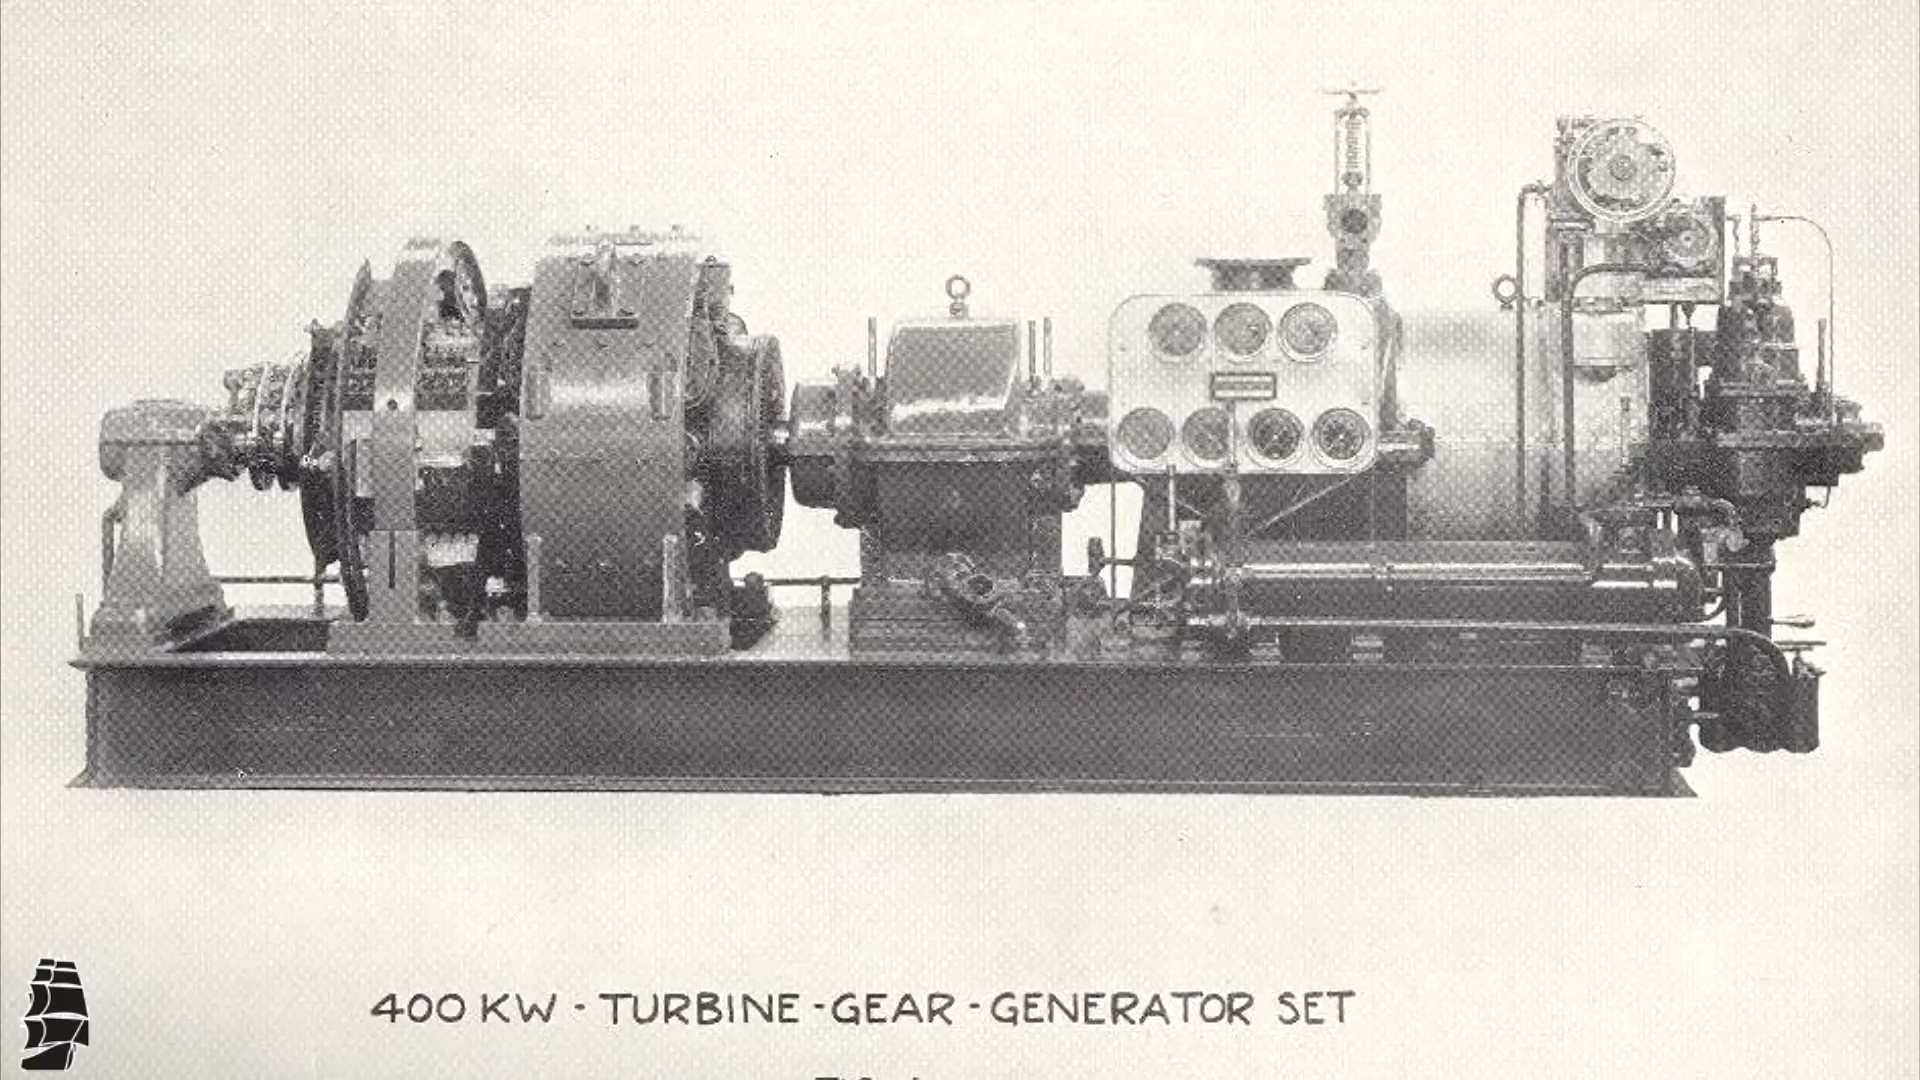 400 KW - TURBINE - GEAR - GENERATOR SET